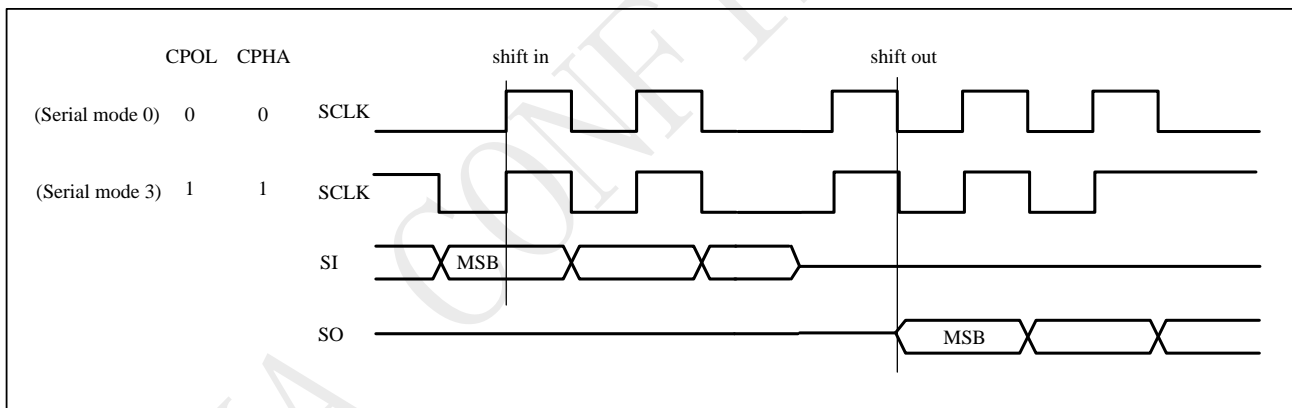 CPOL CPHA shift in shift out
(Serial mode 0) 0 0 SCLK
(Serial mode 3) 1 1 SCLK
SI MSB
SO MSB